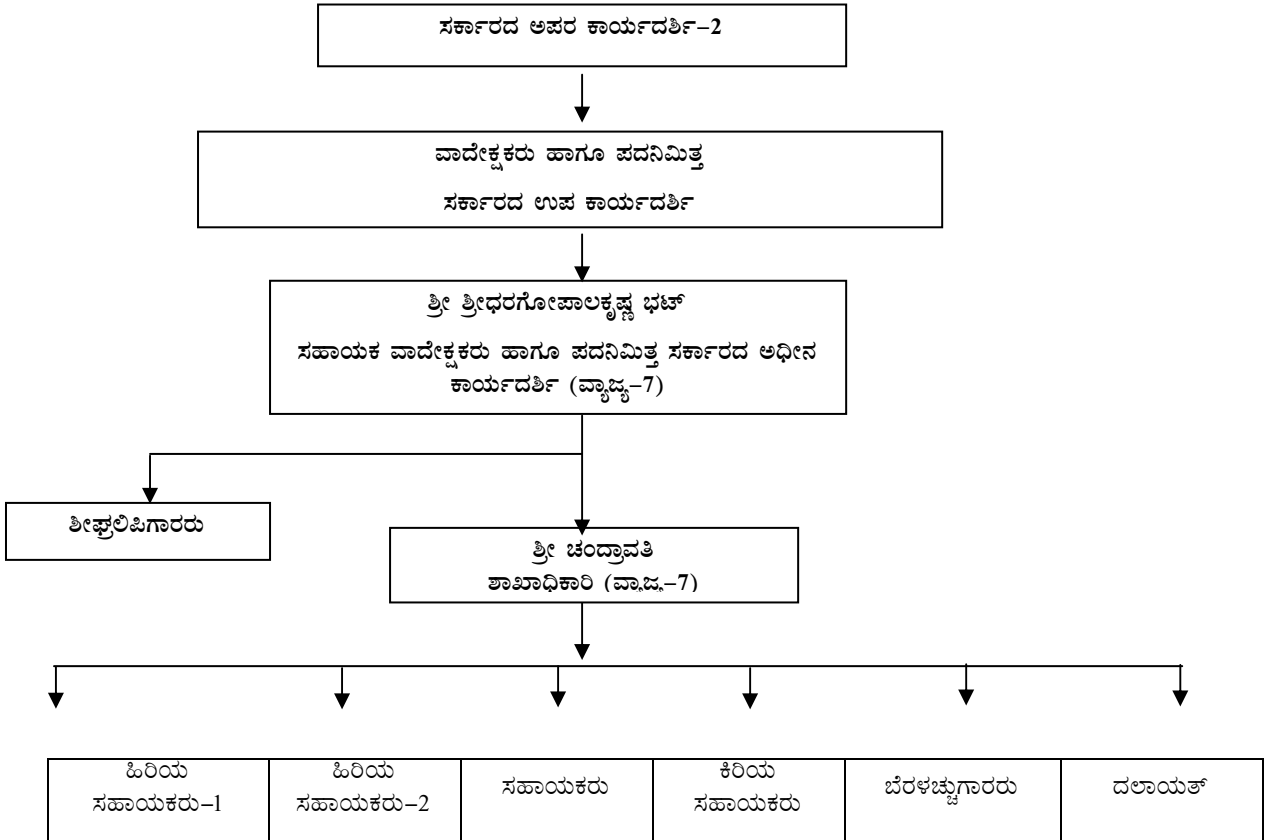 ಸರ್ಕಾರದ ಅಪರ ಕಾರ್ಯದರ್ಶಿ–2
ವಾದೇಕ್ಷಕರು ಹಾಗೂ ಪದನಿಮಿತ್ತ
ಸರ್ಕಾರದ ಉಪ ಕಾರ್ಯದರ್ಶಿ
ಶ್ರೀ ಶ್ರೀಧರಗೋಪಾಲಕೃಷ್ಣ ಭಟ್
ಸಹಾಯಕ ವಾದೇಕ್ಷಕರು ಹಾಗೂ ಪದನಿಮಿತ್ತ ಸರ್ಕಾರದ ಅಧೀನ
ಕಾರ್ಯದರ್ಶಿ (ವ್ಯಾಜ್ಯ–7)
ಶೀಘ್ರಲಿಪಿಗಾರರು
ಶ್ರೀ ಚಂದ್ರಾವತಿ
ಶಾಖಾಧಿಕಾರಿ (ವ್ಯಾಜ್ಯ–7)
ಹಿರಿಯ
ಸಹಾಯಕರು–1
ಹಿರಿಯ
ಸಹಾಯಕರು–2
ಸಹಾಯಕರು
ಕಿರಿಯ
ಸಹಾಯಕರು
ಬೆರಳಚ್ಚುಗಾರರು
ದಲಾಯತ್